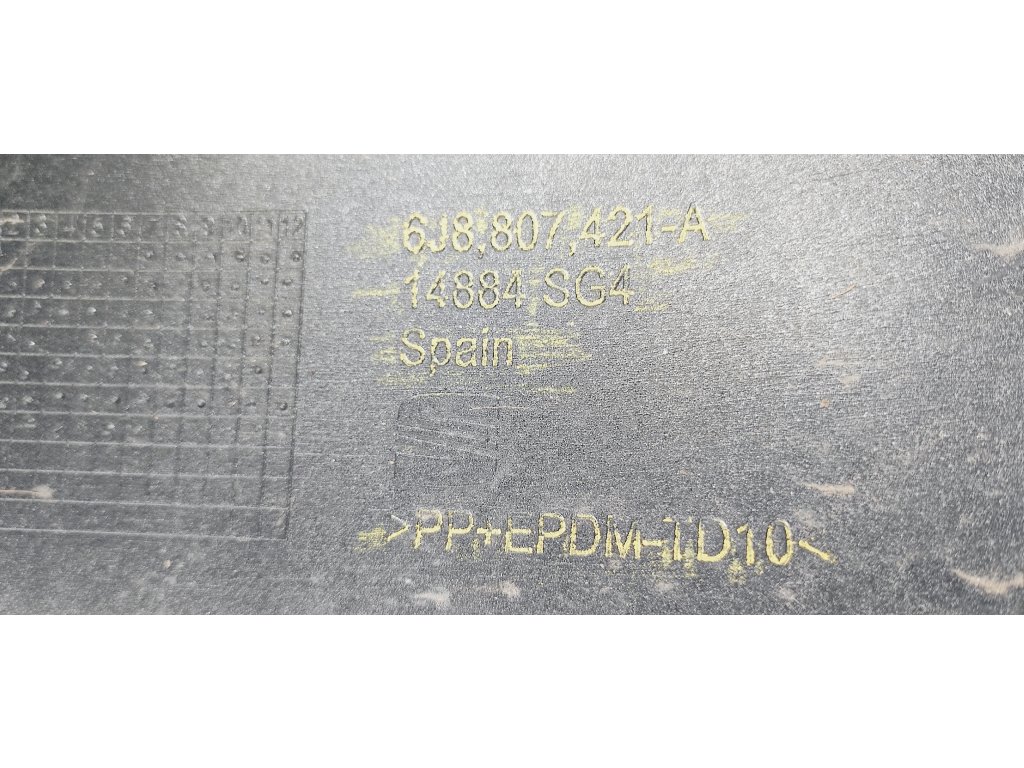 6J8,807,421-A
14884 SG4
Spain
>PP+EPDM-TD10<